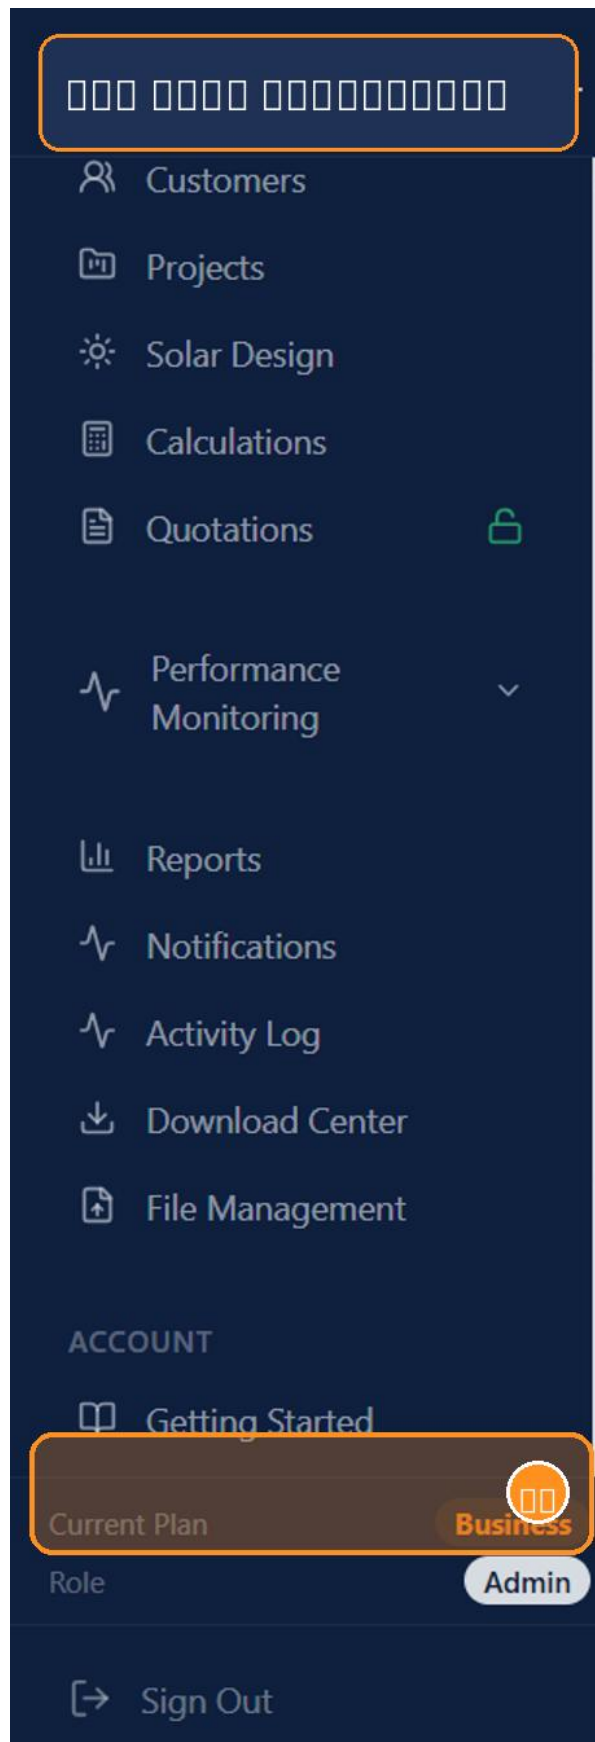 Customers
Projects
Solar Design
Calculations
Quotations
Performance
Monitoring
Reports
Notifications
Activity Log
Download Center
File Management
ACCOUNT
Getting Started
Current Plan Business
Role Admin
Sign Out